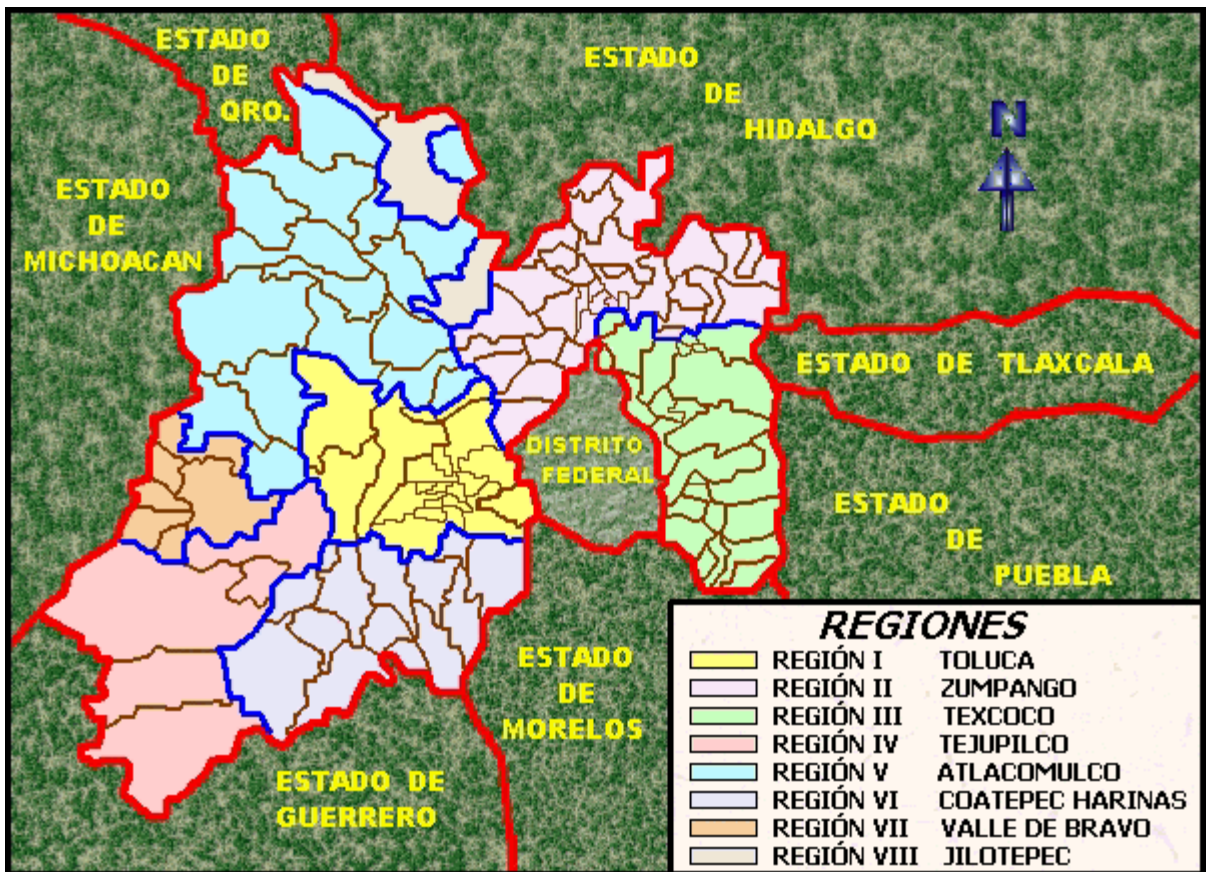 ESTADO
DE
QRO.
ESTADO
DE
HIDALGO
N
ESTADO
DE
MICHOACAN
ESTADO DE TLAXCALA
DISTRITO
FEDERAL
ESTADO
DE
PUEBLA
ESTADO
DE
MORELOS
ESTADO DE
GUERRERO
REGIONES
REGIÓN I TOLUCA
REGIÓN II ZUMPANGO
REGIÓN III TEXCOCO
REGIÓN IV TEJUPILCO
REGIÓN V ATLACOMULCO
REGIÓN VI COATEPEC HARINAS
REGIÓN VII VALLE DE BRAVO
REGIÓN VIII JILOTEPEC